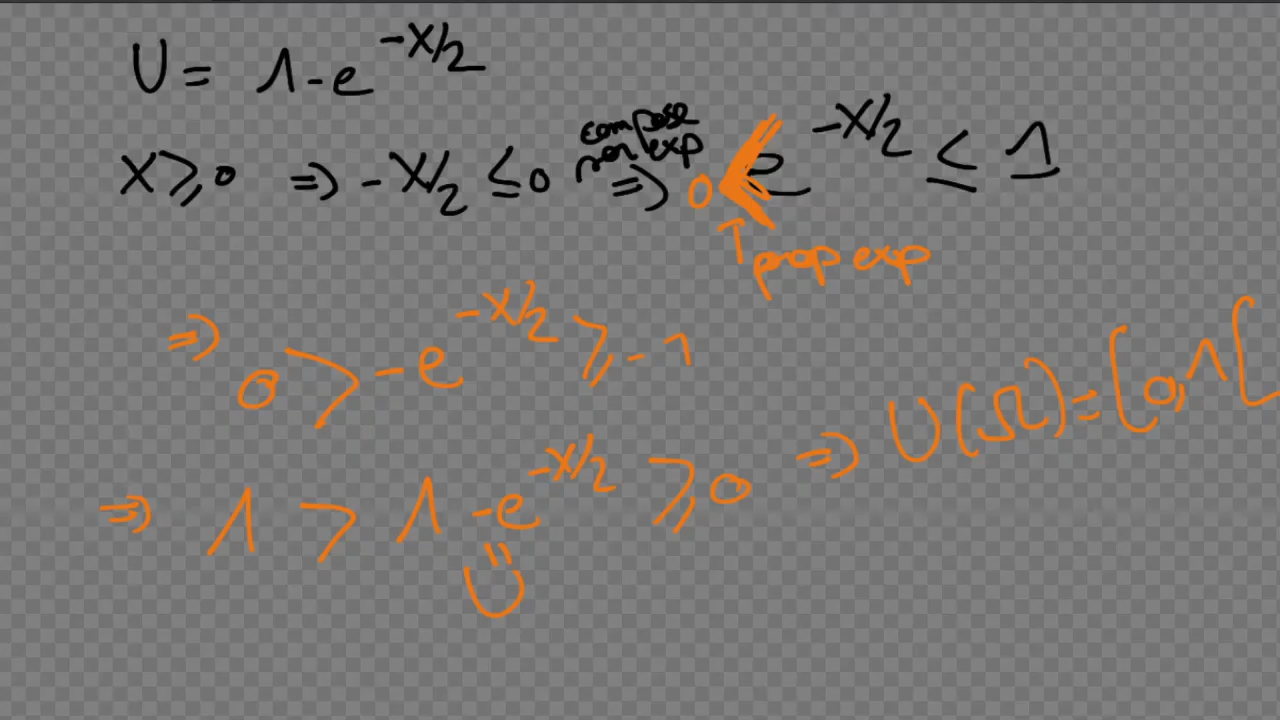 U = 1 - e^{-X/2}
X ≥ 0 ⇒ -X/2 ≤ 0 compose par exp ⇒ 0 < e^{-X/2} ≤ 1
↑ prop exp
⇒ 0 > -e^{-X/2} ≥ -1
⇒ 1 > 1 - e^{-X/2} ≥ 0 ⇒ U(Ω) = [0,1[
=
U